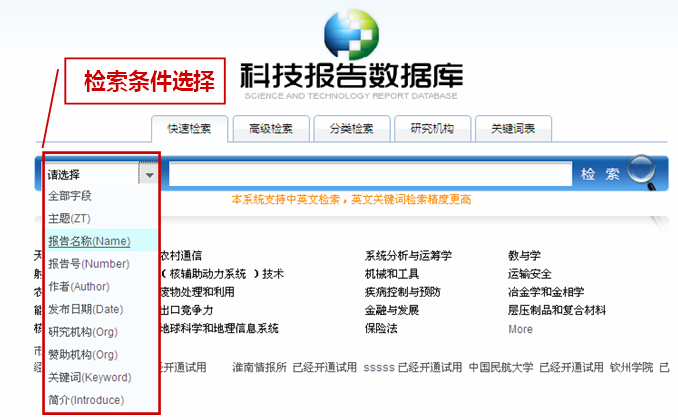 检索条件选择
科技报告数据库
SCIENCE AND TECHNOLOGY REPORT DATABASE
快速检索 高级检索 分类检索 研究机构 关键词表
请选择 检 索
本系统支持中英文检索，英文关键词检索精度更高
全部字段
主题(ZT)
报告名称(Name)
报告号(Number)
作者(Author)
发布日期(Date)
研究机构(Org)
赞助机构(Org)
关键词(Keyword)
简介(Introduce)
农村通信 系统分析与运筹学 教与学
（核辅助动力系统 ）技术 机械和工具 运输安全
废物处理和利用 疾病控制与预防 冶金学和金相学
出口竞争力 金融与发展 层压制品和复合材料
地球科学和地理信息系统 保险法 More
市
已经开通试用 淮南情报所 已经开通试用 sssss 已经开通试用 中国民航大学 已经开通试用 钦州学院 已